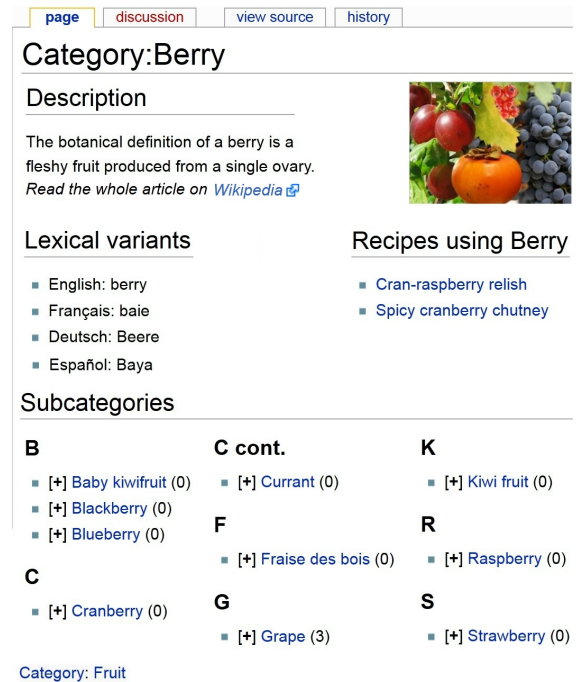 page discussion view source history
Category:Berry
Description
The botanical definition of a berry is a
fleshy fruit produced from a single ovary.
Read the whole article on Wikipedia
Lexical variants
English: berry
Français: baie
Deutsch: Beere
Español: Baya
Recipes using Berry
Cran-raspberry relish
Spicy cranberry chutney
Subcategories
B
[+] Baby kiwifruit (0)
[+] Blackberry (0)
[+] Blueberry (0)
C
[+] Cranberry (0)
C cont.
[+] Currant (0)
F
[+] Fraise des bois (0)
G
[+] Grape (3)
K
[+] Kiwi fruit (0)
R
[+] Raspberry (0)
S
[+] Strawberry (0)
Category: Fruit